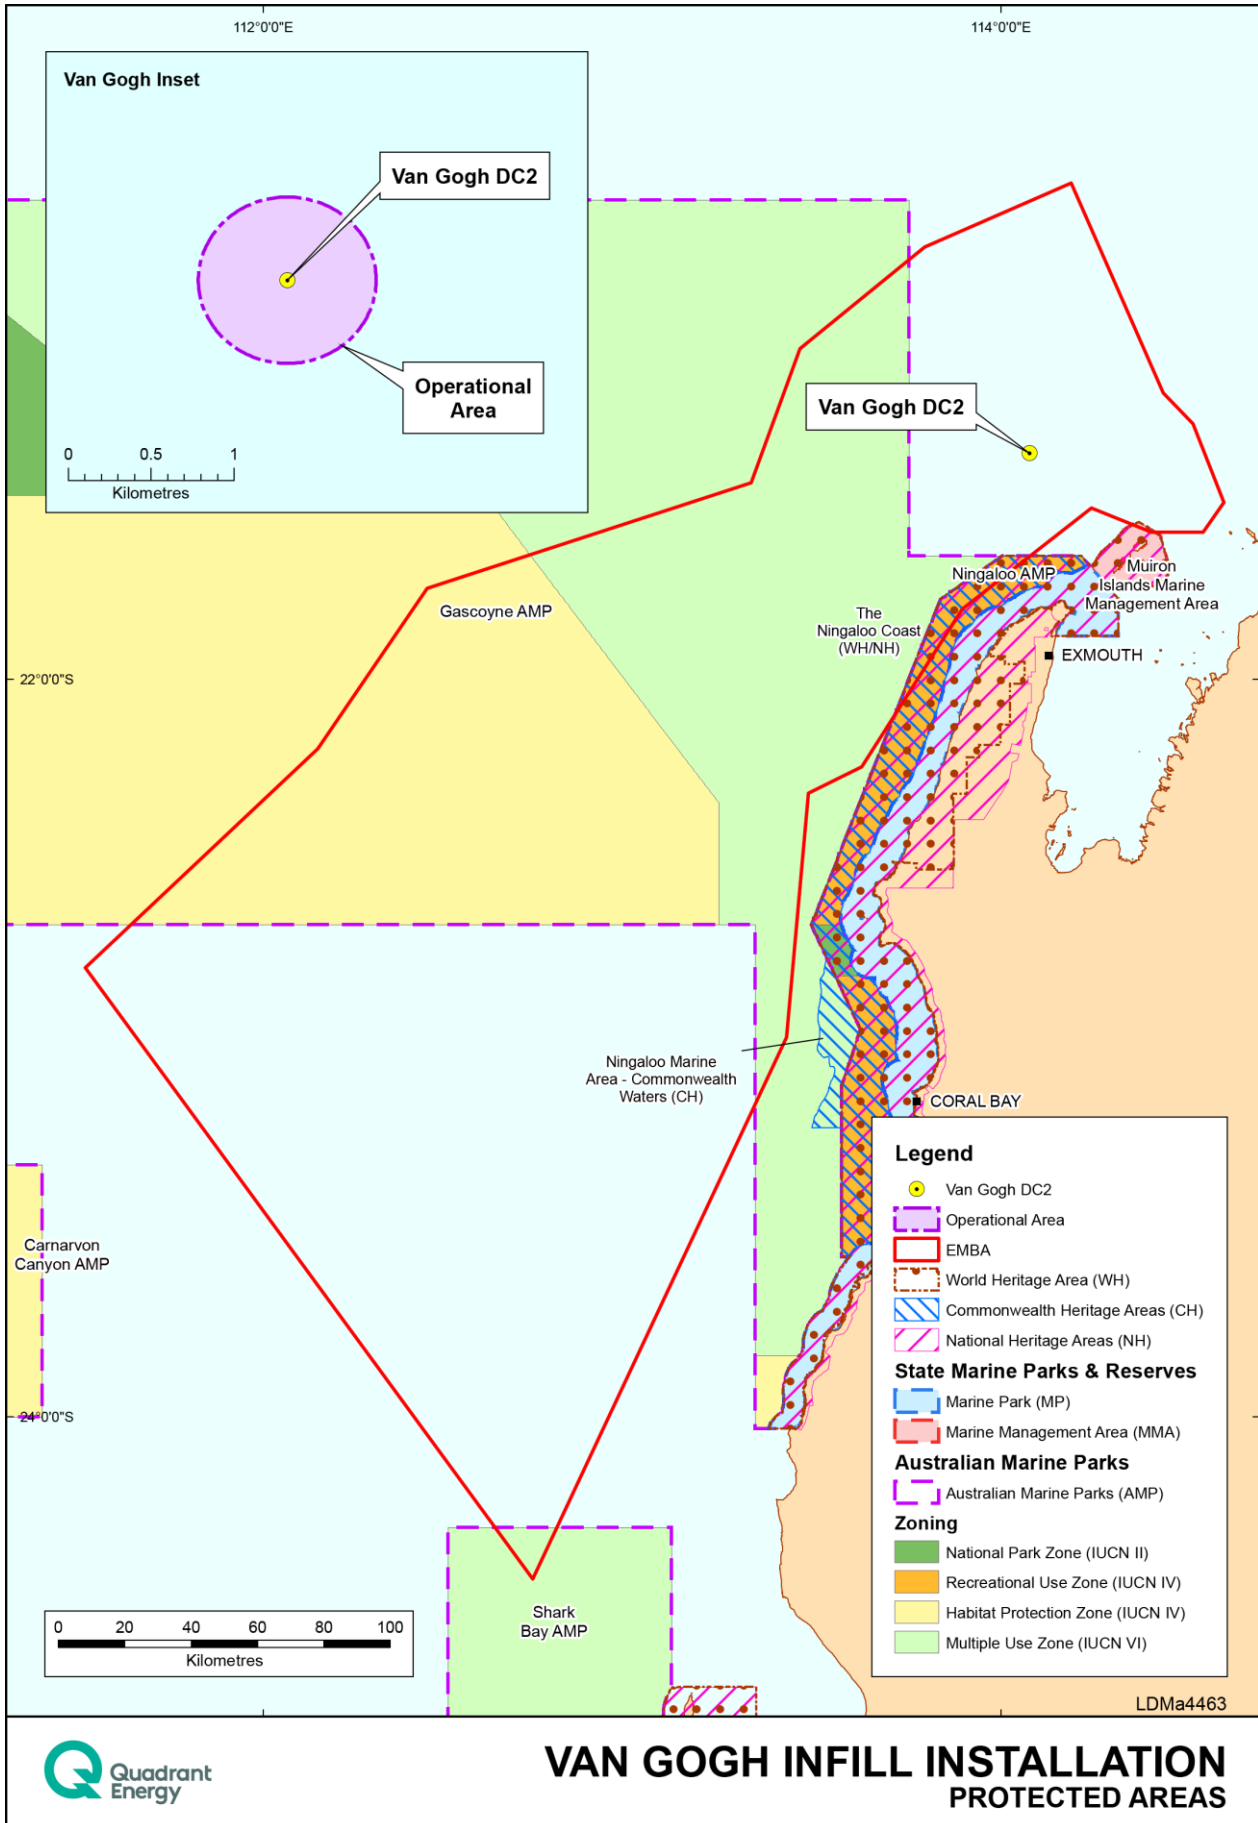 112°0'0"E
114°0'0"E
Van Gogh Inset
Van Gogh DC2
Operational
Area
0 0.5 1
Kilometres
Van Gogh DC2
Ningaloo AMP
Muiron
Islands Marine
Management Area
Gascoyne AMP
The
Ningaloo Coast
(WH/NH)
EXMOUTH
22°0'0"S
Ningaloo Marine
Area - Commonwealth
Waters (CH)
CORAL BAY
Carnarvon
Canyon AMP
24°0'0"S
Shark
Bay AMP
0 20 40 60 80 100
Kilometres
Legend
Van Gogh DC2
Operational Area
EMBA
World Heritage Area (WH)
Commonwealth Heritage Areas (CH)
National Heritage Areas (NH)
State Marine Parks & Reserves
Marine Park (MP)
Marine Management Area (MMA)
Australian Marine Parks
Australian Marine Parks (AMP)
Zoning
National Park Zone (IUCN II)
Recreational Use Zone (IUCN IV)
Habitat Protection Zone (IUCN IV)
Multiple Use Zone (IUCN VI)
LDMa4463
Quadrant
Energy
VAN GOGH INFILL INSTALLATION
PROTECTED AREAS